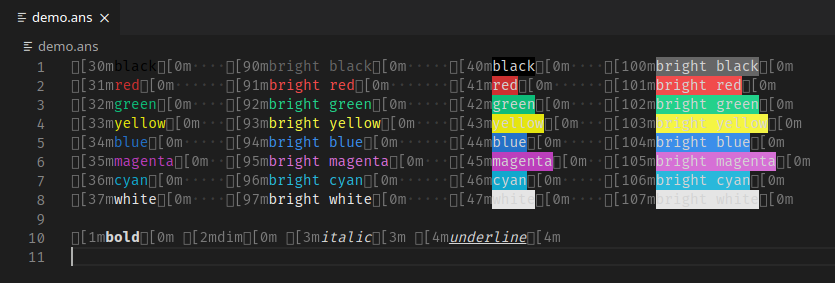 demo.ans ×
demo.ans
1 ␛[30mblack␛[0m····␛[90mbright black␛[0m·····␛[40mblack␛[0m·····␛[100mbright black␛[0m
2 ␛[31mred␛[0m······␛[91mbright red␛[0m·······␛[41mred␛[0m·······␛[101mbright red␛[0m
3 ␛[32mgreen␛[0m····␛[92mbright green␛[0m·····␛[42mgreen␛[0m·····␛[102mbright green␛[0m
4 ␛[33myellow␛[0m···␛[93mbright yellow␛[0m····␛[43myellow␛[0m····␛[103mbright yellow␛[0m
5 ␛[34mblue␛[0m·····␛[94mbright blue␛[0m······␛[44mblue␛[0m······␛[104mbright blue␛[0m
6 ␛[35mmagenta␛[0m··␛[95mbright magenta␛[0m···␛[45mmagenta␛[0m···␛[105mbright magenta␛[0m
7 ␛[36mcyan␛[0m·····␛[96mbright cyan␛[0m······␛[46mcyan␛[0m······␛[106mbright cyan␛[0m
8 ␛[37mwhite␛[0m····␛[97mbright white␛[0m·····␛[47mwhite␛[0m·····␛[107mbright white␛[0m
9
10 ␛[1mbold␛[0m ␛[2mdim␛[0m ␛[3mitalic␛[3m ␛[4munderline␛[4m
11